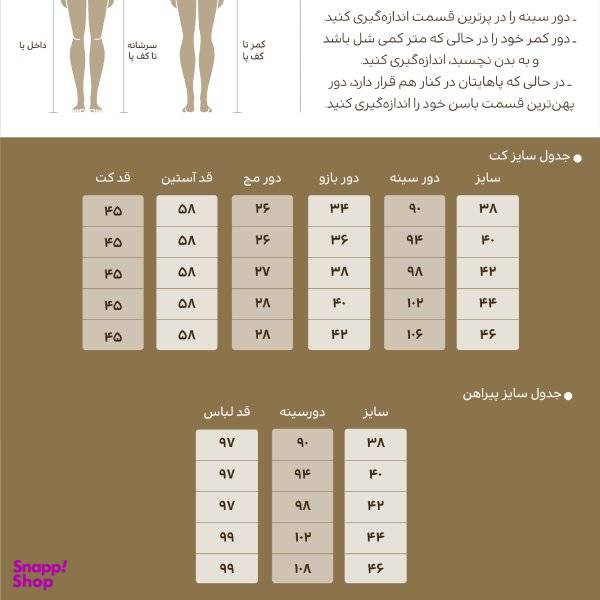 ـ دور سینه را در پرترین قسمت اندازه‌گیری کنید.
ـ دور کمر خود را در حالی که متر کمی شل باشد
و به بدن نچسبد، اندازه‌گیری کنید
ـ در حالی که پاهایتان در کنار هم قرار دارد، دور
پهن‌ترین قسمت باسن خود را اندازه‌گیری کنید.
کمر تا
کف پا
سرشانه
تا کف پا
داخل پا
جدول سایز کت
سایز دور سینه دور بازو دور مچ قد آستین قد کت
۳۸ ۹۰ ۳۴ ۲۶ ۵۸ ۴۵
۴۰ ۹۴ ۳۶ ۲۶ ۵۸ ۴۵
۴۲ ۹۸ ۳۸ ۲۷ ۵۸ ۴۵
۴۴ ۱۰۲ ۴۰ ۲۸ ۵۸ ۴۵
۴۶ ۱۰۶ ۴۲ ۲۸ ۵۸ ۴۵
جدول سایز پیراهن
سایز دورسینه قد لباس
۳۸ ۹۰ ۹۷
۴۰ ۹۴ ۹۷
۴۲ ۹۸ ۹۷
۴۴ ۱۰۲ ۹۹
۴۶ ۱۰۸ ۹۹
Snapp!
Shop